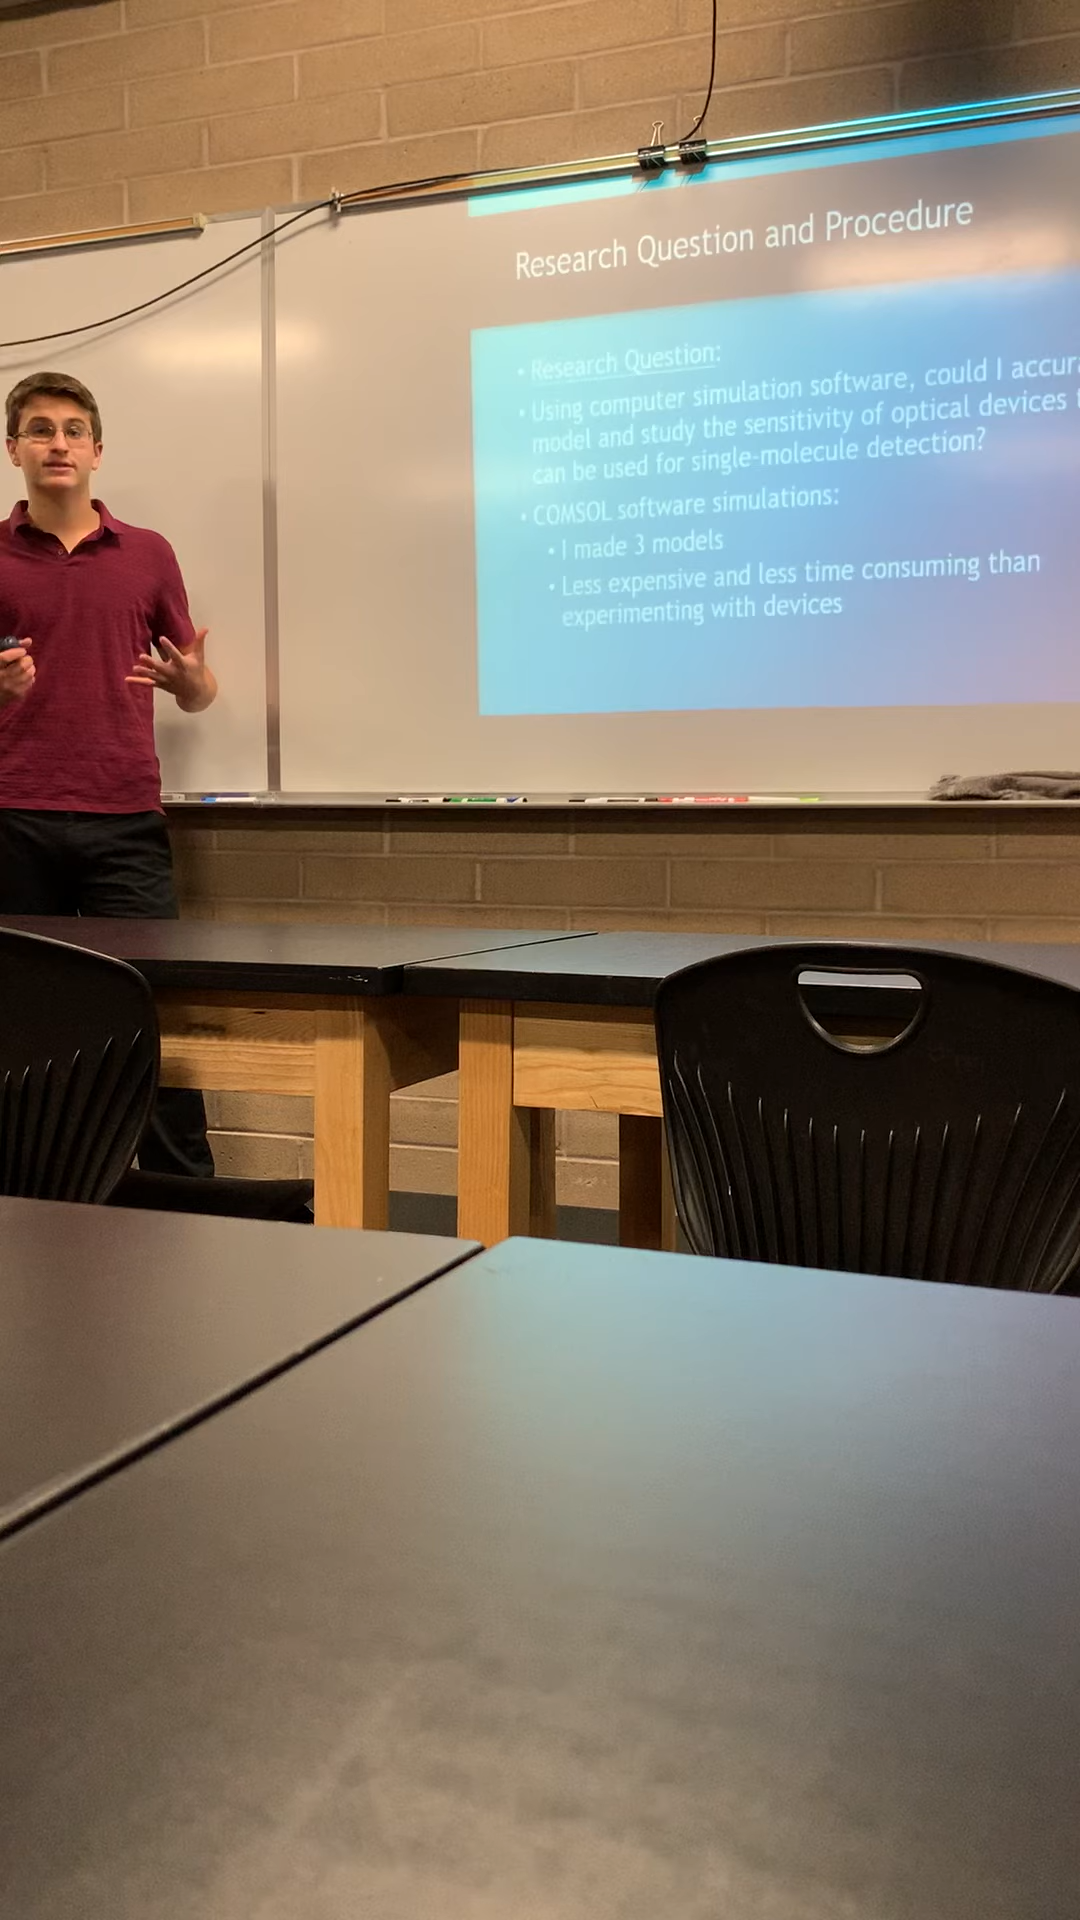 Research Question and Procedure
• Research Question:
• Using computer simulation software, could I
model and study the sensitivity of optical devices
can be used for single-molecule detection?
• COMSOL software simulations:
• I made 3 models
• Less expensive and less time consuming than
experimenting with devices